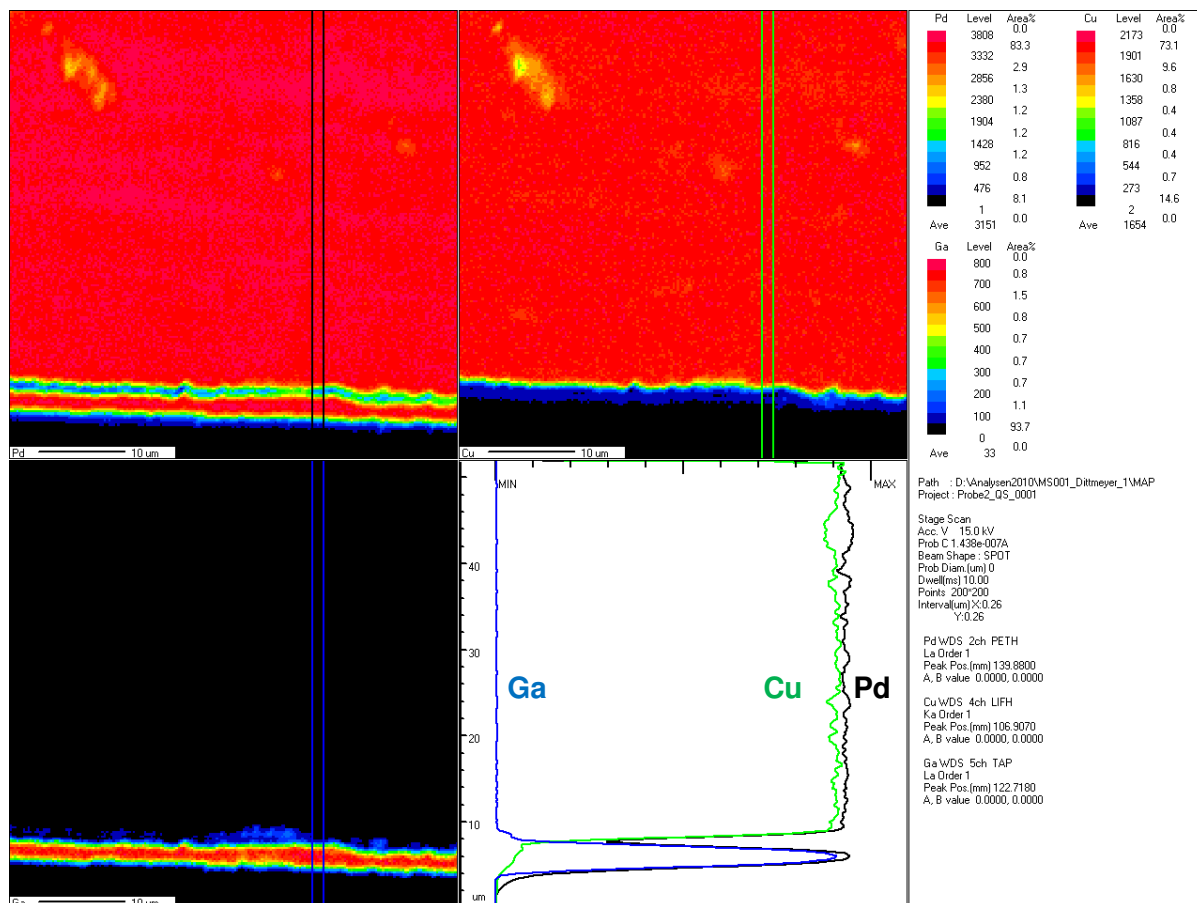 Pd Level Area% Cu Level Area%
0.0 0.0
3808 2173
83.3 73.1
3332 1901
2.9 9.6
2856 1630
1.3 0.8
2380 1358
1.2 0.4
1904 1087
1.2 0.4
1428 816
1.2 0.4
952 544
0.8 0.7
476 273
8.1 14.6
1 2
0.0 0.0
Ave 3151 Ave 1654
Ga Level Area%
0.0
800
0.8
700
1.5
600
0.8
500
0.7
400
0.7
300
0.7
200
1.1
100
93.7
0
0.0
Ave 33
Pd 10 um
Cu 10 um
MIN MAX
40
30
20
10
um
Ga Cu Pd
Ga 10 um
Path : D:\Analysen2010\MS001_Dittmeyer_1\MAP
Project : Probe2_QS_0001
Stage Scan
Acc. V 15.0 kV
Prob C 1.438e-007A
Beam Shape : SPOT
Prob Diam.(um) 0
Dwell(ms) 10.00
Points 200*200
Interval(um) X:0.26
Y:0.26
Pd WDS 2ch PETH
La Order 1
Peak Pos.(mm) 139.8800
A, B value 0.0000, 0.0000
Cu WDS 4ch LIFH
Ka Order 1
Peak Pos.(mm) 106.9070
A, B value 0.0000, 0.0000
Ga WDS 5ch TAP
La Order 1
Peak Pos.(mm) 122.7180
A, B value 0.0000, 0.0000